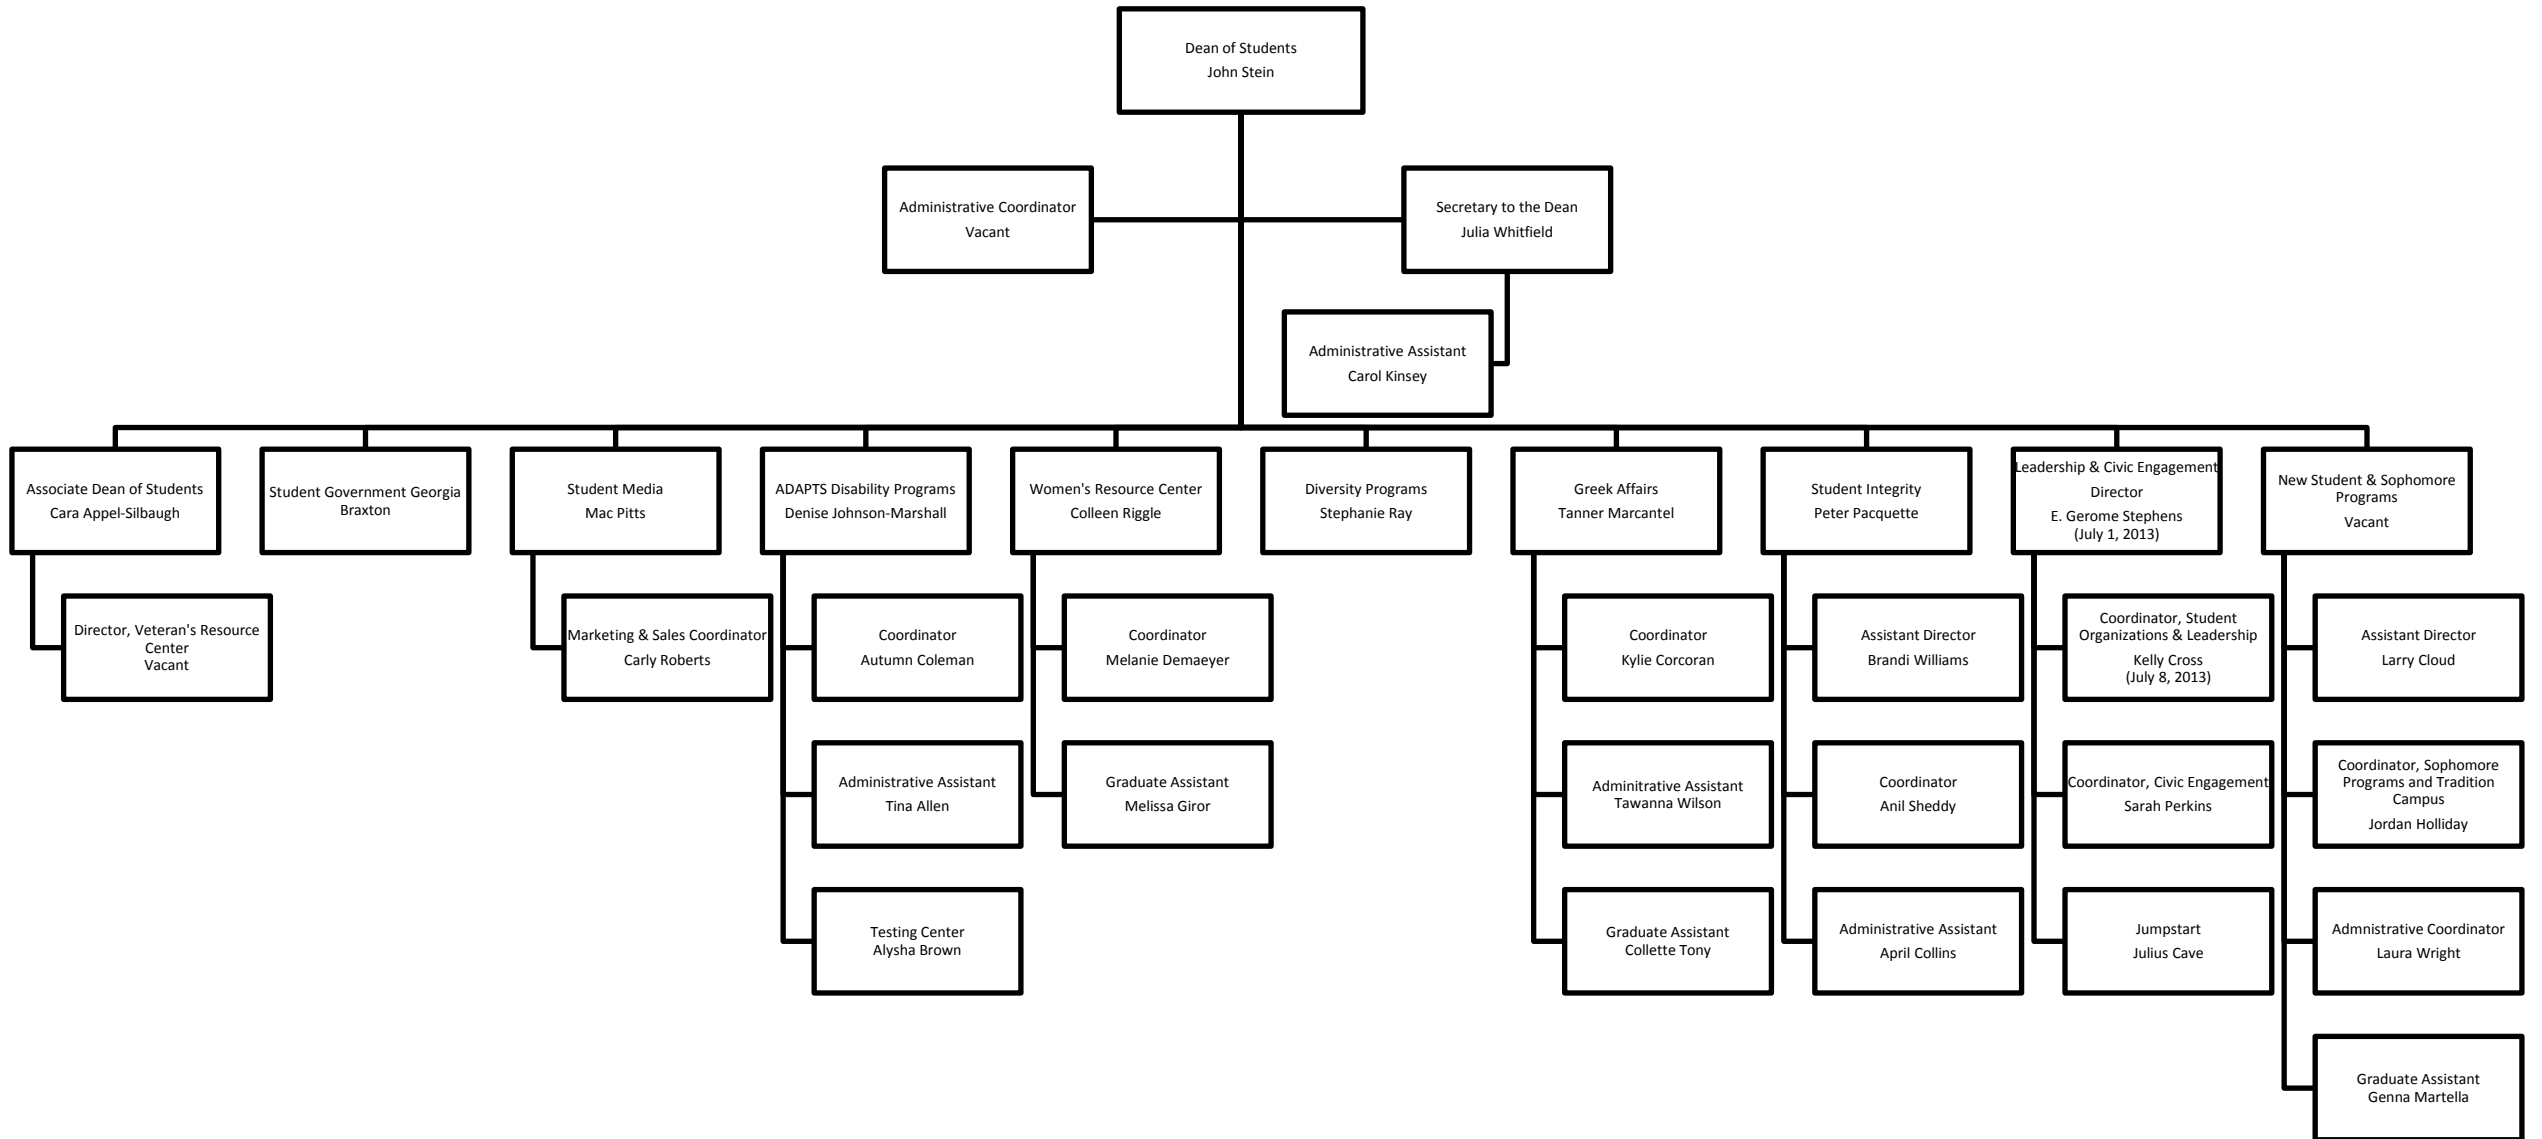 Dean of Students
John Stein
Administrative Coordinator
Vacant
Secretary to the Dean
Julia Whitfield
Administrative Assistant
Carol Kinsey
Associate Dean of Students
Cara Appel-Silbaugh
Student Government Georgia
Braxton
Student Media
Mac Pitts
ADAPTS Disability Programs
Denise Johnson-Marshall
Women's Resource Center
Colleen Riggle
Diversity Programs
Stephanie Ray
Greek Affairs
Tanner Marcantel
Student Integrity
Peter Pacquette
Leadership & Civic Engagement
Director
E. Gerome Stephens
(July 1, 2013)
New Student & Sophomore
Programs
Vacant
Director, Veteran's Resource
Center
Vacant
Marketing & Sales Coordinator
Carly Roberts
Coordinator
Autumn Coleman
Administrative Assistant
Tina Allen
Testing Center
Alysha Brown
Coordinator
Melanie Demaeyer
Graduate Assistant
Melissa Giror
Coordinator
Kylie Corcoran
Adminitrative Assistant
Tawanna Wilson
Graduate Assistant
Collette Tony
Assistant Director
Brandi Williams
Coordinator
Anil Sheddy
Administrative Assistant
April Collins
Coordinator, Student
Organizations & Leadership
Kelly Cross
(July 8, 2013)
Coordinator, Civic Engagement
Sarah Perkins
Jumpstart
Julius Cave
Assistant Director
Larry Cloud
Coordinator, Sophomore
Programs and Tradition
Campus
Jordan Holliday
Admnistrative Coordinator
Laura Wright
Graduate Assistant
Genna Martella